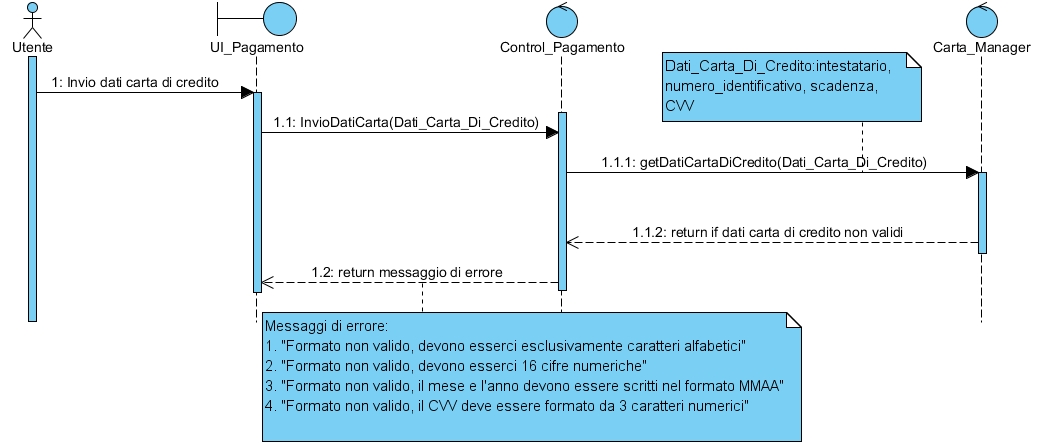 Utente
UI_Pagamento
Control_Pagamento
Carta_Manager
Dati_Carta_Di_Credito:intestatario,
numero_identificativo, scadenza,
CVV
1: Invio dati carta di credito
1.1: InvioDatiCarta(Dati_Carta_Di_Credito)
1.1.1: getDatiCartaDiCredito(Dati_Carta_Di_Credito)
1.1.2: return if dati carta di credito non validi
1.2: return messaggio di errore
Messaggi di errore:
1. "Formato non valido, devono esserci esclusivamente caratteri alfabetici"
2. "Formato non valido, devono esserci 16 cifre numeriche"
3. "Formato non valido, il mese e l'anno devono essere scritti nel formato MMAA"
4. "Formato non valido, il CVV deve essere formato da 3 caratteri numerici"